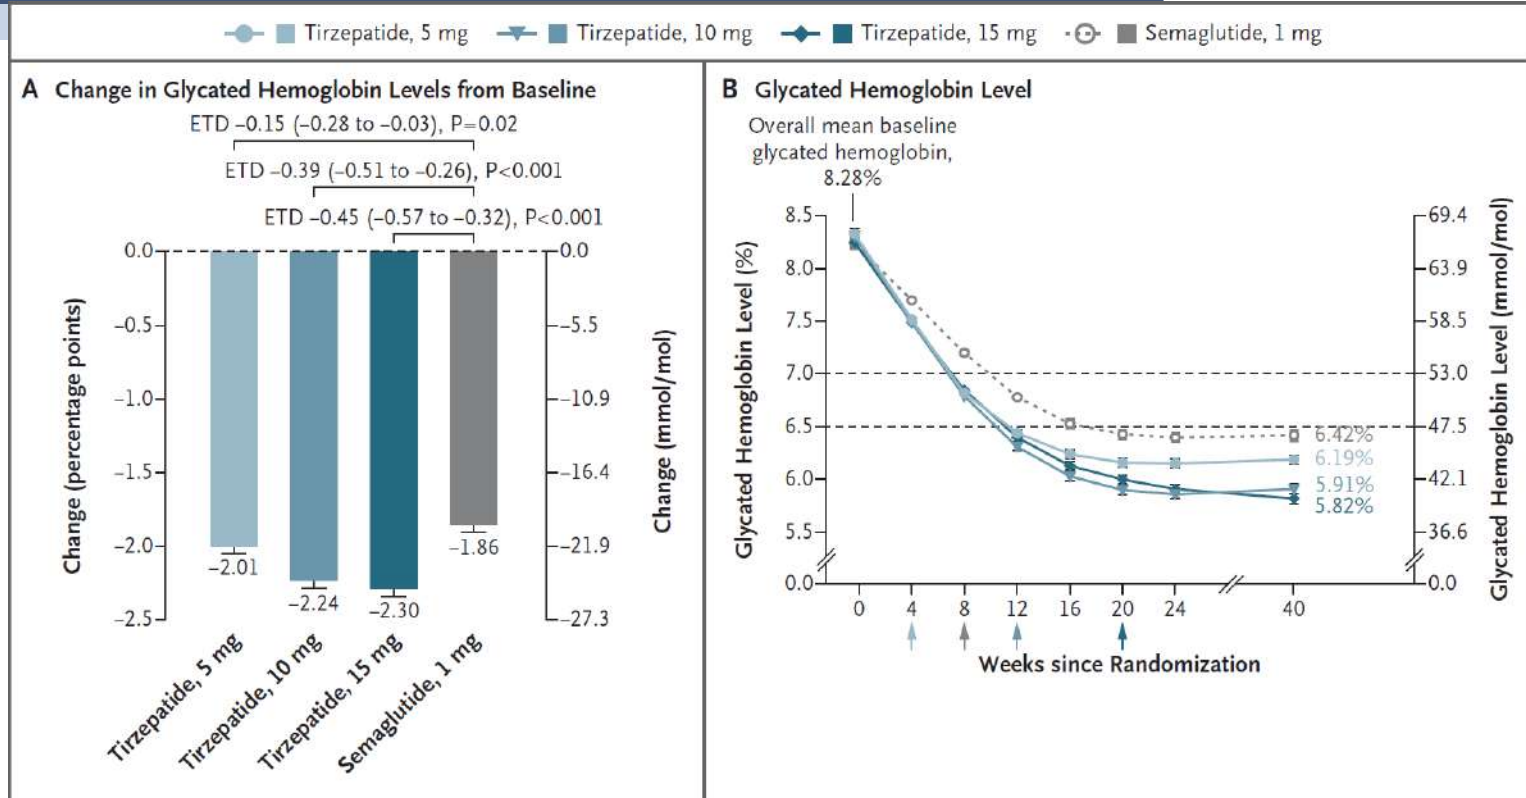 Tirzepatide, 5 mg Tirzepatide, 10 mg Tirzepatide, 15 mg Semaglutide, 1 mg
A Change in Glycated Hemoglobin Levels from Baseline
ETD −0.15 (−0.28 to −0.03), P=0.02
ETD −0.39 (−0.51 to −0.26), P<0.001
ETD −0.45 (−0.57 to −0.32), P<0.001
Change (percentage points)
0.0
−0.5
−1.0
−1.5
−2.0
−2.5
−2.01
−2.24
−2.30
−1.86
0.0
−5.5
−10.9
−16.4
−21.9
−27.3
Change (mmol/mol)
Tirzepatide, 5 mg
Tirzepatide, 10 mg
Tirzepatide, 15 mg
Semaglutide, 1 mg
B Glycated Hemoglobin Level
Overall mean baseline
glycated hemoglobin,
8.28%
Glycated Hemoglobin Level (%)
8.5
8.0
7.5
7.0
6.5
6.0
5.5
0.0
6.42%
6.19%
5.91%
5.82%
69.4
63.9
58.5
53.0
47.5
42.1
36.6
0.0
Glycated Hemoglobin Level (mmol/mol)
0 4 8 12 16 20 24 40
Weeks since Randomization